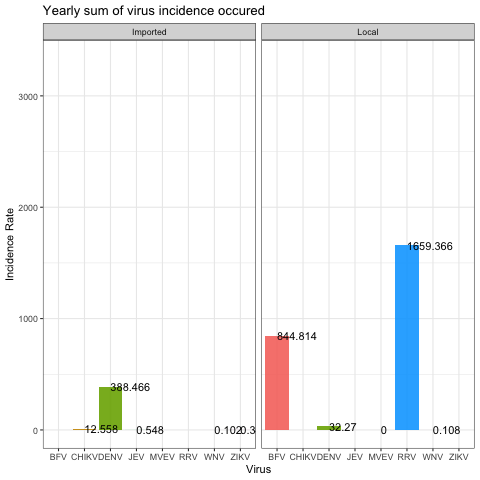 Yearly sum of virus incidence occured
Imported
Local
3000
2000
1000
0
Incidence Rate
12.558
388.466
0.548
0.102
0.3
844.814
32.27
0
1659.366
0.108
BFV CHIKV DENV JEV MVEV RRV WNV ZIKV
BFV CHIKV DENV JEV MVEV RRV WNV ZIKV
Virus